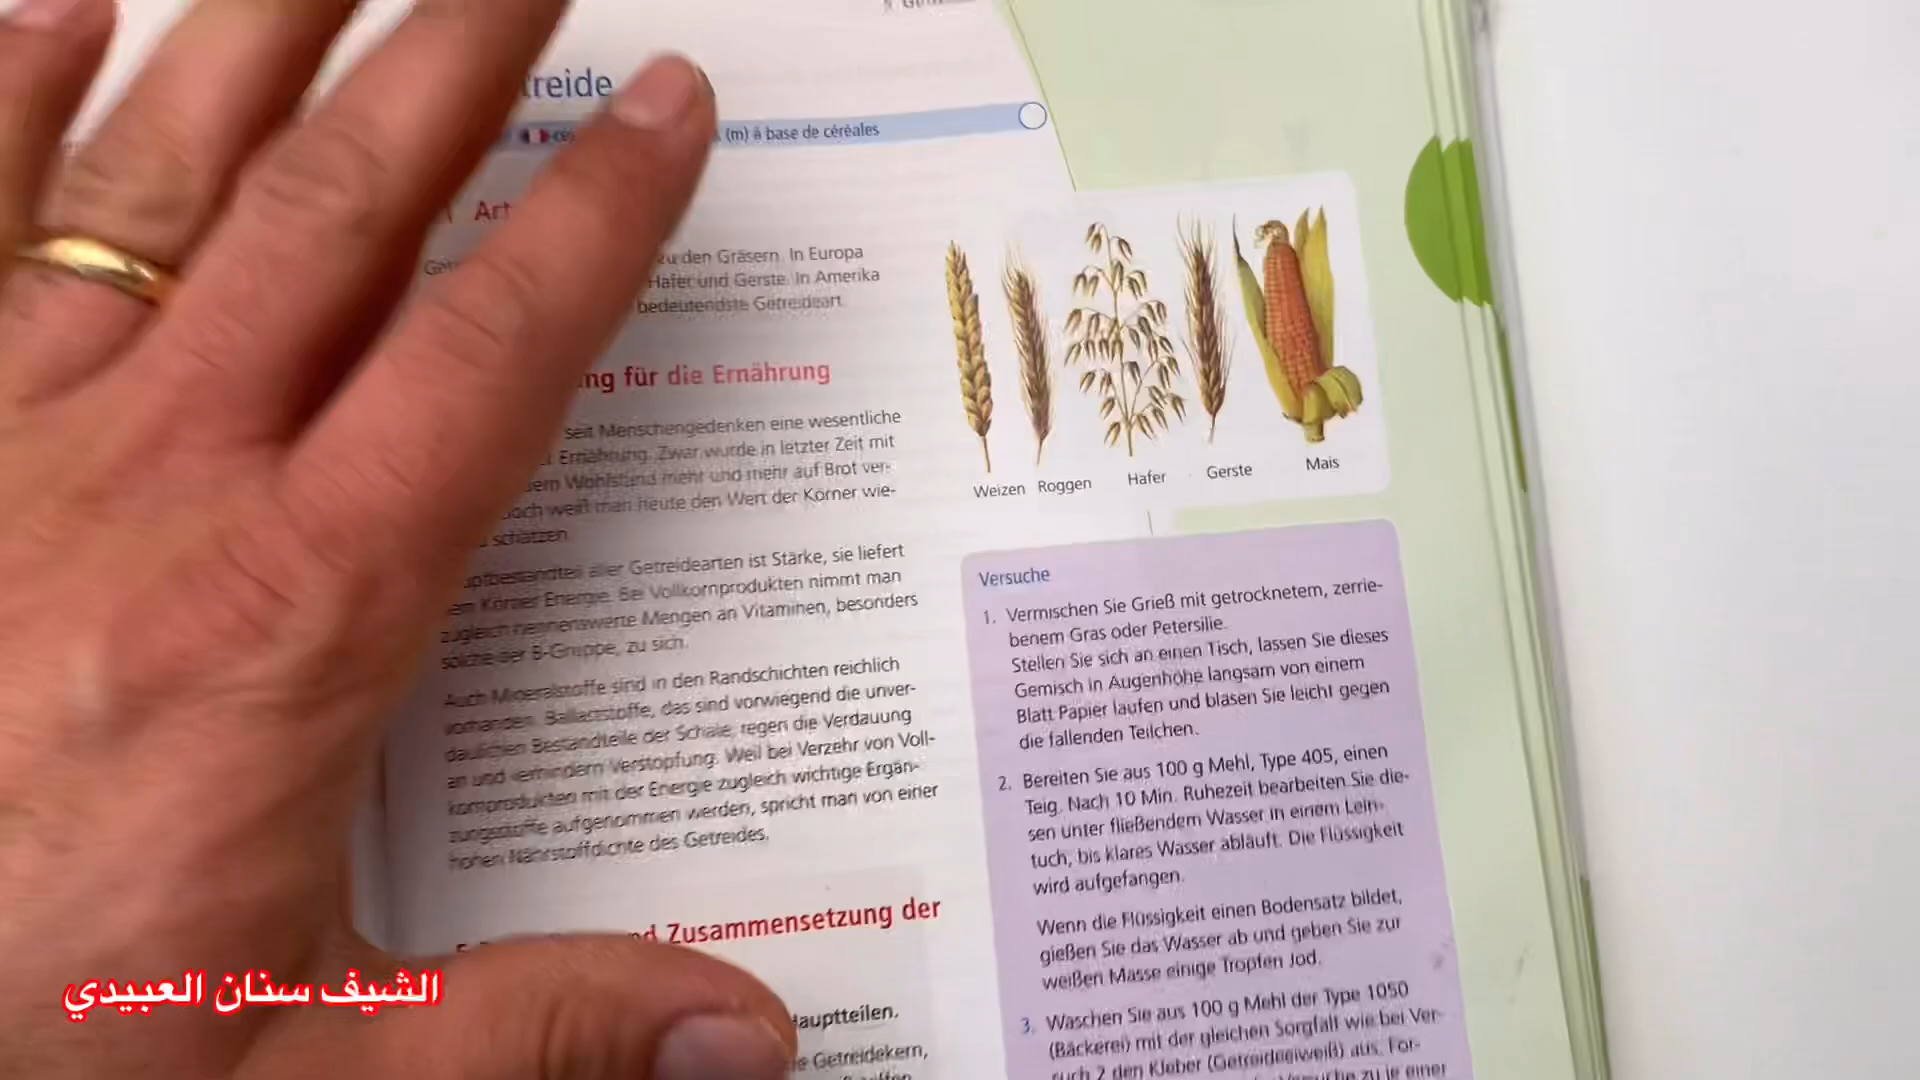 treide
(m) à base de céréales
Art
zu den Gräsern. In Europa
Hafer und Gerste. In Amerika
bedeutendste Getreideart.
ng für die Ernährung
seit Menschengedenken eine wesentliche
Ernährung. Zwar wurde in letzter Zeit mit
dem Wohlstand mehr und mehr auf Brot ver-
doch weiß man heute den Wert der Körner wie-
schätzen.
aller Getreidearten ist Stärke, sie liefert
dem Körper Energie. Bei Vollkornprodukten nimmt man
zugleich nennenswerte Mengen an Vitaminen, besonders
solche der B-Gruppe, zu sich.
Auch Mineralstoffe sind in den Randschichten reichlich
vorhanden. Ballaststoffe, das sind vorwiegend die unver-
daulichen Bestandteile der Schale, regen die Verdauung
an und vermindern Verstopfung. Weil bei Verzehr von Voll-
kornprodukten mit der Energie zugleich wichtige Ergän-
zungsstoffe aufgenommen werden, spricht man von einer
hohen Nährstoffdichte des Getreides.
Zusammensetzung der
Hauptteilen.
Getreidekern,
Weizen Roggen Hafer Gerste Mais
Versuche
1. Vermischen Sie Grieß mit getrocknetem, zerrie-
benem Gras oder Petersilie.
Stellen Sie sich an einen Tisch, lassen Sie dieses
Gemisch in Augenhöhe langsam von einem
Blatt Papier laufen und blasen Sie leicht gegen
die fallenden Teilchen.
2. Bereiten Sie aus 100 g Mehl, Type 405, einen
Teig. Nach 10 Min. Ruhezeit bearbeiten Sie die-
sen unter fließendem Wasser in einem Lein-
tuch, bis klares Wasser abläuft. Die Flüssigkeit
wird aufgefangen.
Wenn die Flüssigkeit einen Bodensatz bildet,
gießen Sie das Wasser ab und geben Sie zur
weißen Masse einige Tropfen Jod.
3. Waschen Sie aus 100 g Mehl der Type 1050
(Bäckerei) mit der gleichen Sorgfalt wie bei Ver-
such 2 den Kleber (Getreideeiweiß) aus. For-
Versuche zu je einer
الشيف سنان العبيدي